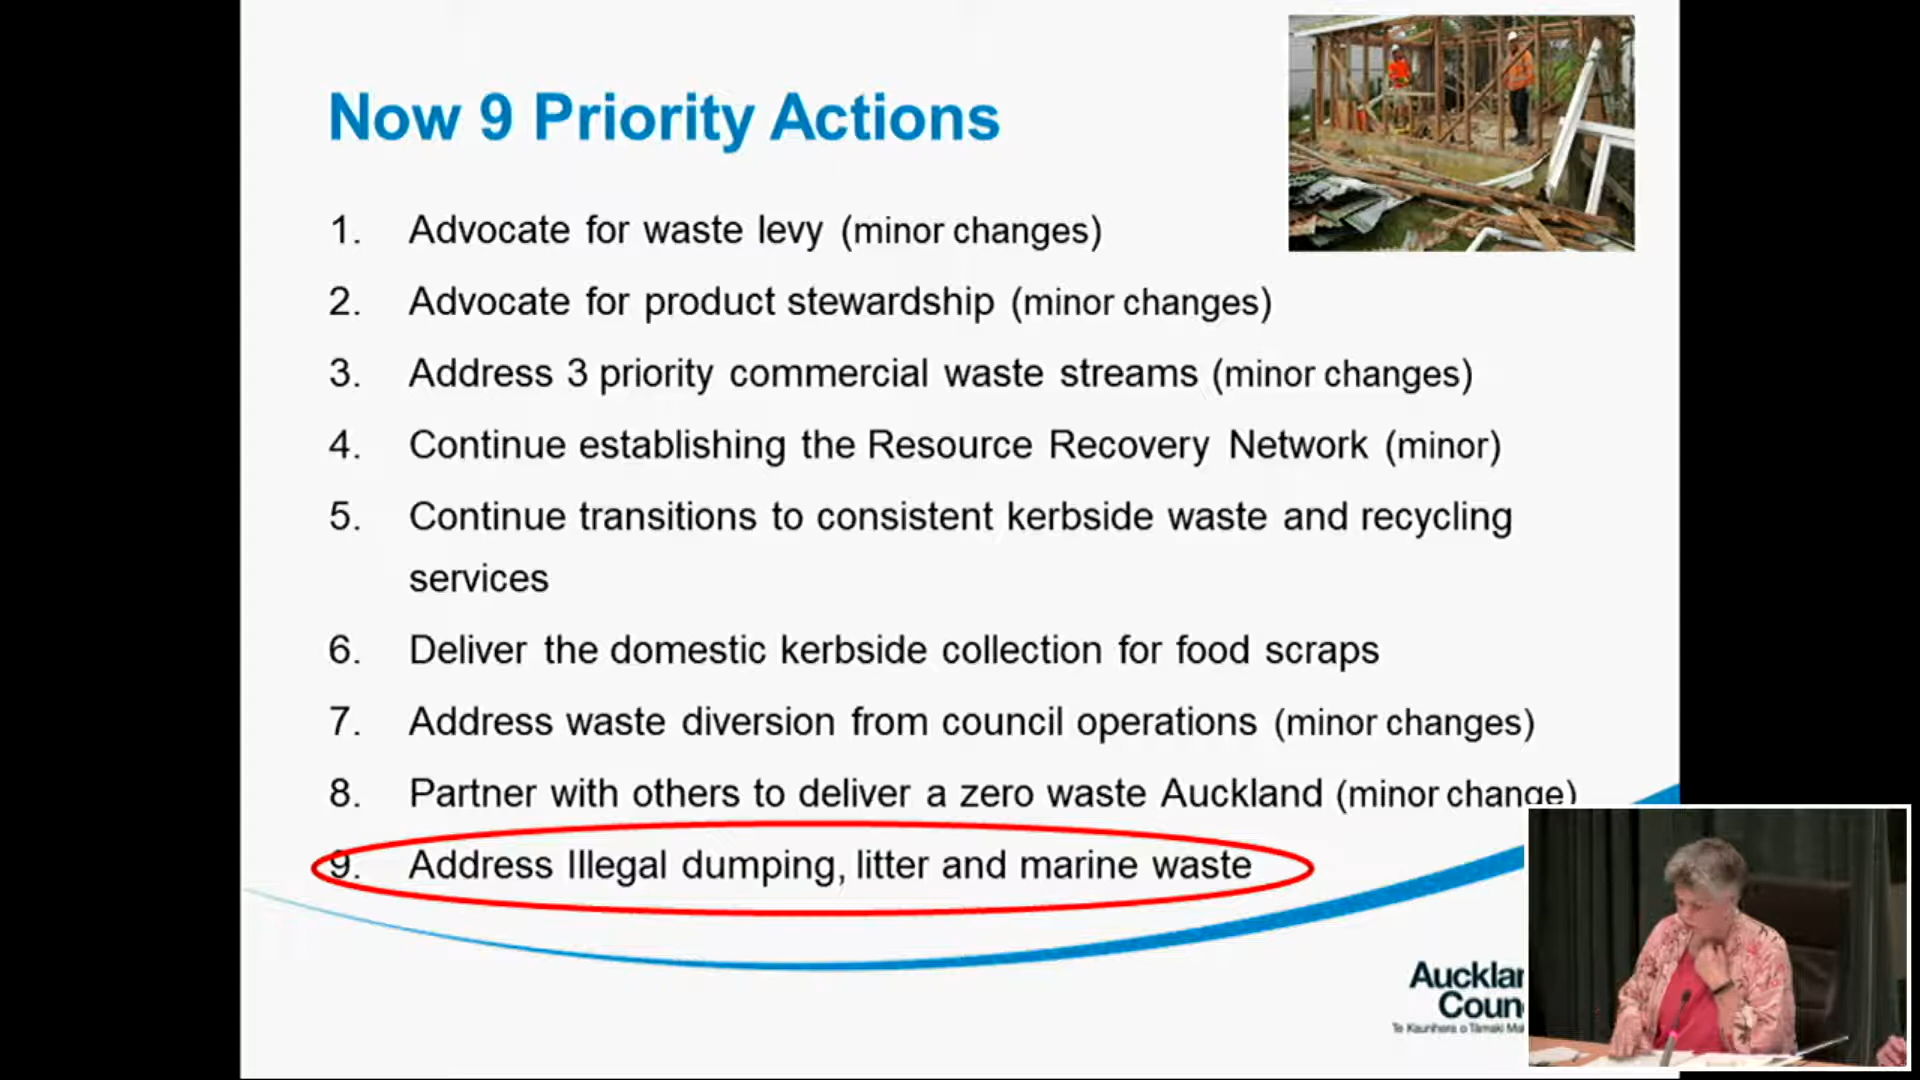 Now 9 Priority Actions
1. Advocate for waste levy (minor changes)
2. Advocate for product stewardship (minor changes)
3. Address 3 priority commercial waste streams (minor changes)
4. Continue establishing the Resource Recovery Network (minor)
5. Continue transitions to consistent kerbside waste and recycling
services
6. Deliver the domestic kerbside collection for food scraps
7. Address waste diversion from council operations (minor changes)
8. Partner with others to deliver a zero waste Auckland (minor change)
9. Address Illegal dumping, litter and marine waste
Te Kaunihera o Tāmaki